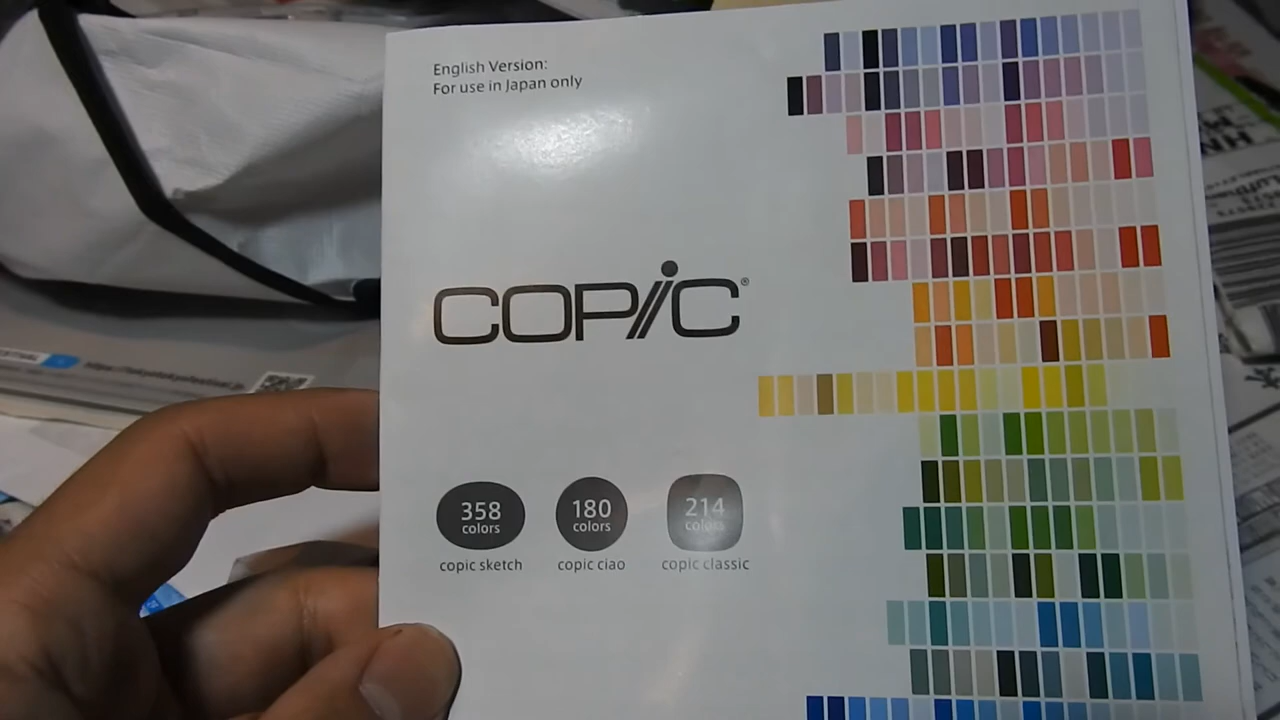 English Version:
For use in Japan only
COPiC®
358
colors
copic sketch
180
colors
copic ciao
214
colors
copic classic